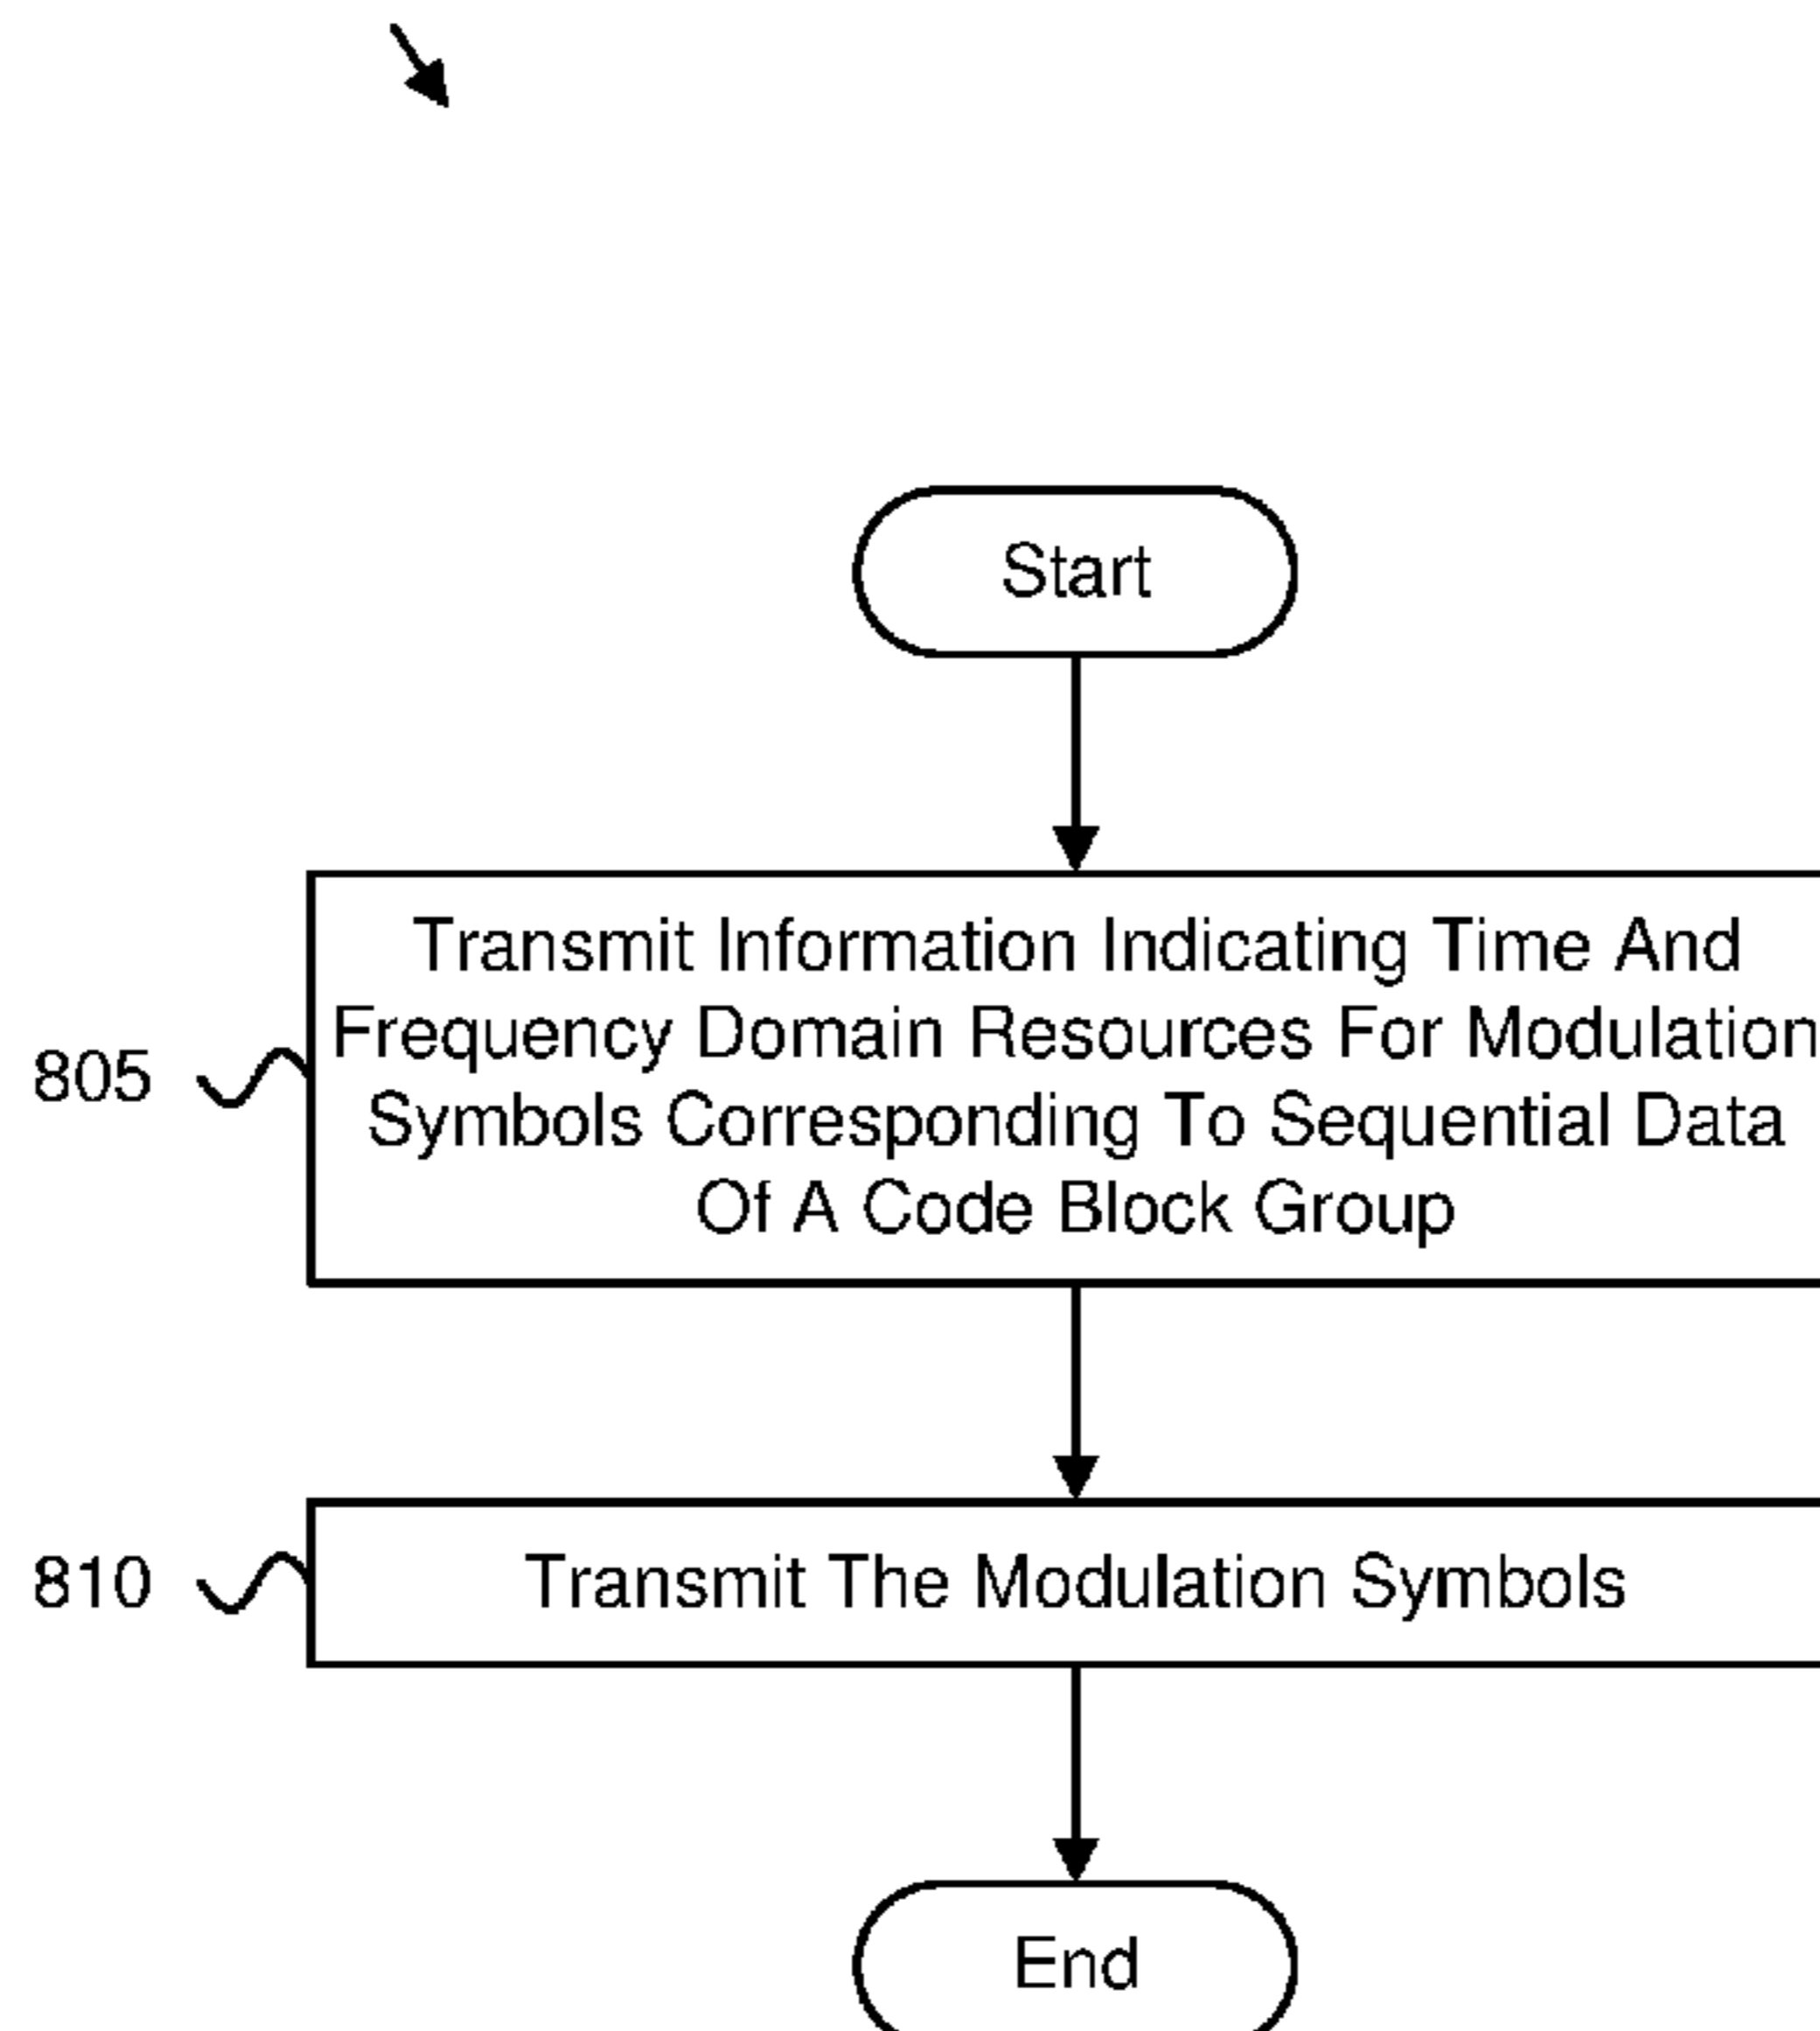 Start
805
Transmit Information Indicating Time And
Frequency Domain Resources For Modulation
Symbols Corresponding To Sequential Data
Of A Code Block Group
810
Transmit The Modulation Symbols
End